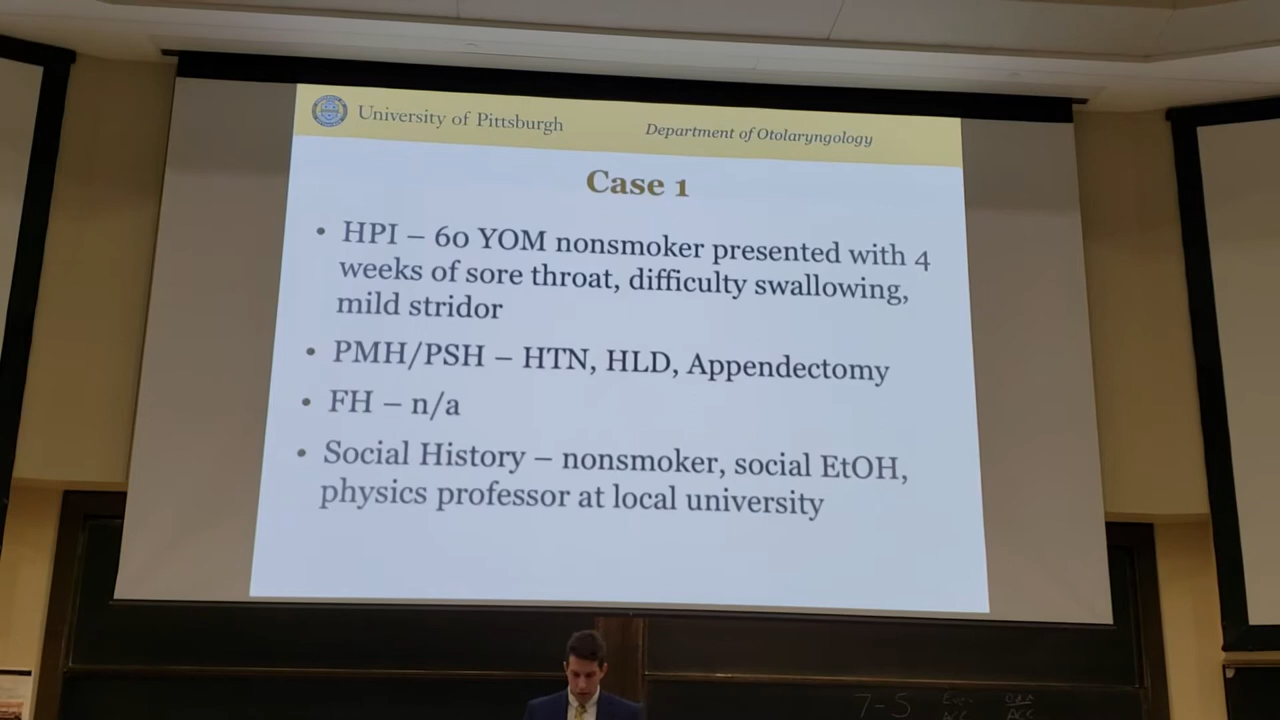 University of Pittsburgh
Department of Otolaryngology
Case 1
• HPI – 60 YOM nonsmoker presented with 4
weeks of sore throat, difficulty swallowing,
mild stridor
• PMH/PSH – HTN, HLD, Appendectomy
• FH – n/a
• Social History – nonsmoker, social EtOH,
physics professor at local university
7-5